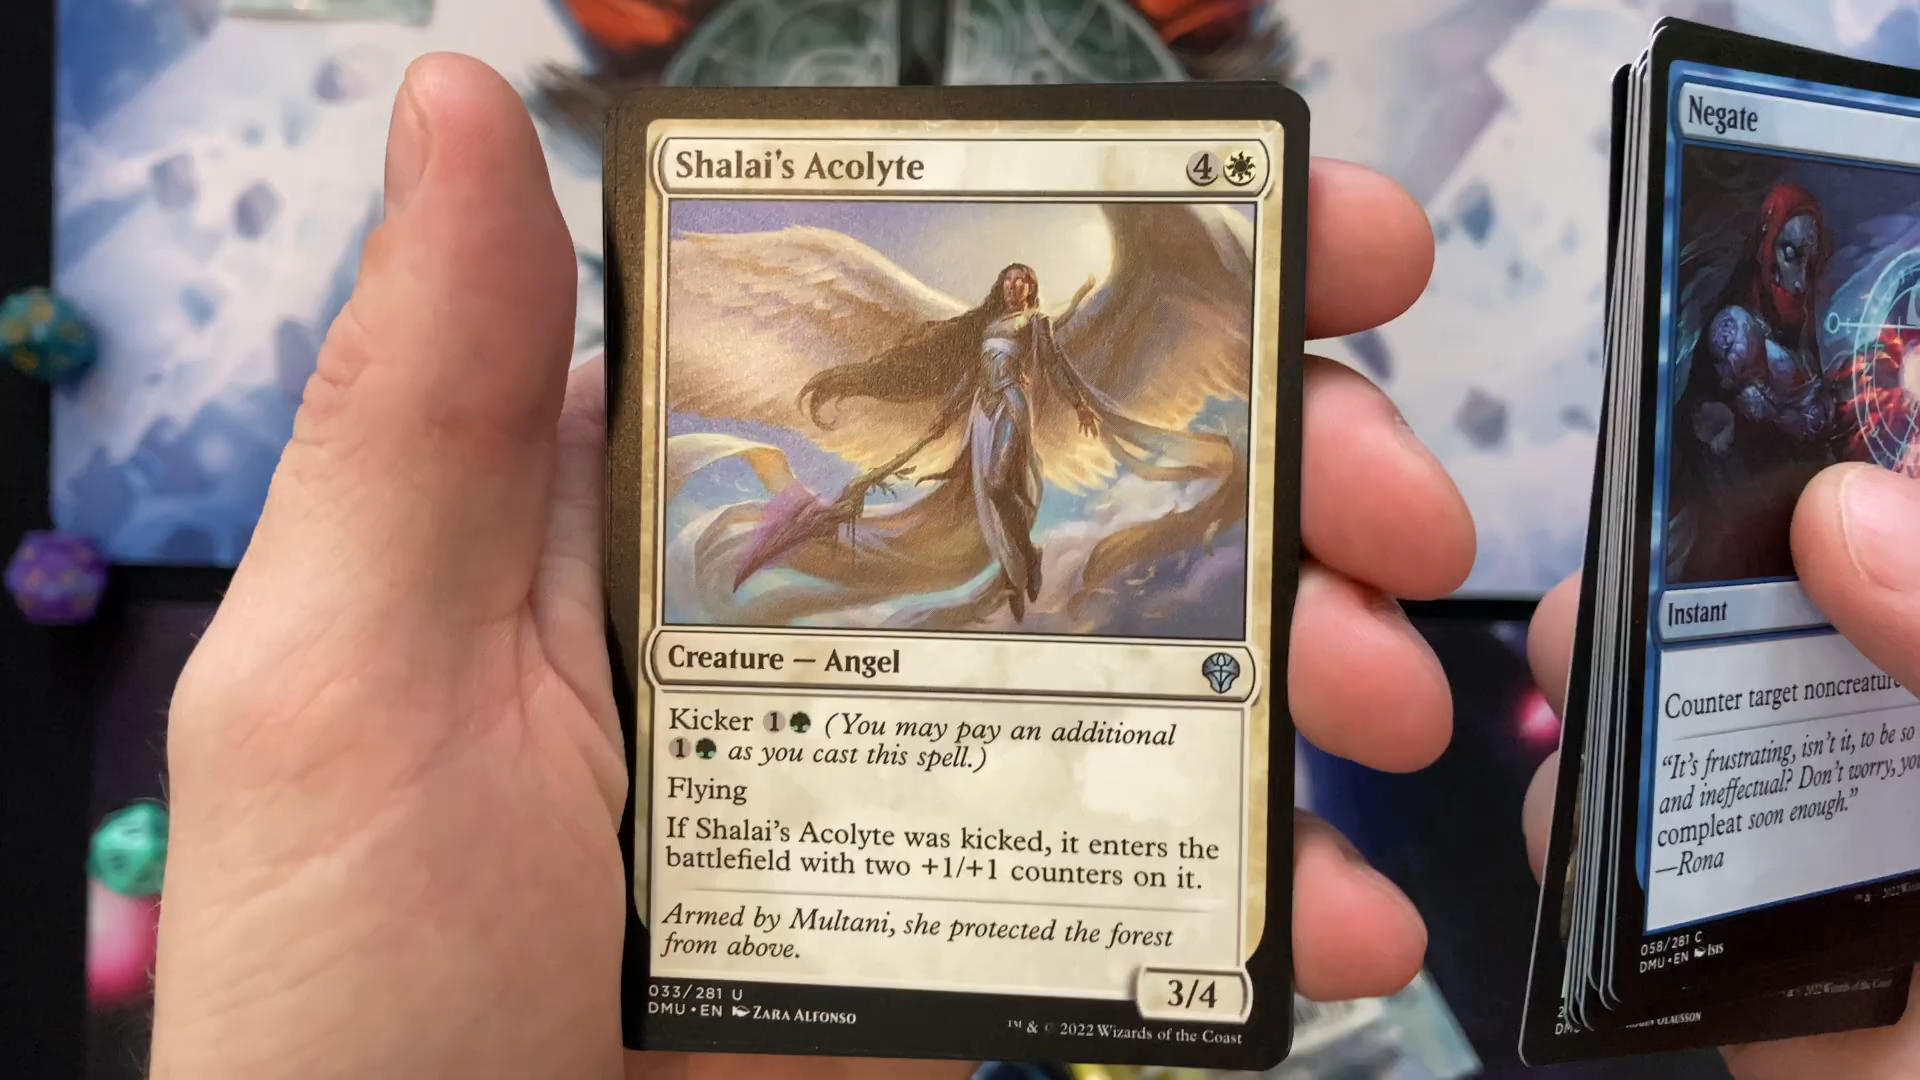 Shalai's Acolyte
4
Creature — Angel
Kicker 1 (You may pay an additional
1 as you cast this spell.)
Flying
If Shalai's Acolyte was kicked, it enters the
battlefield with two +1/+1 counters on it.
Armed by Multani, she protected the forest
from above.
3/4
033/281 U
DMU • EN ZARA ALFONSO
™ & © 2022 Wizards of the Coast
Negate
Instant
Counter target noncreature
"It's frustrating, isn't it, to be so
and ineffectual? Don't worry, you
compleat soon enough."
—Rona
058/281 C
DMU • EN ISIS
OLAUSSON